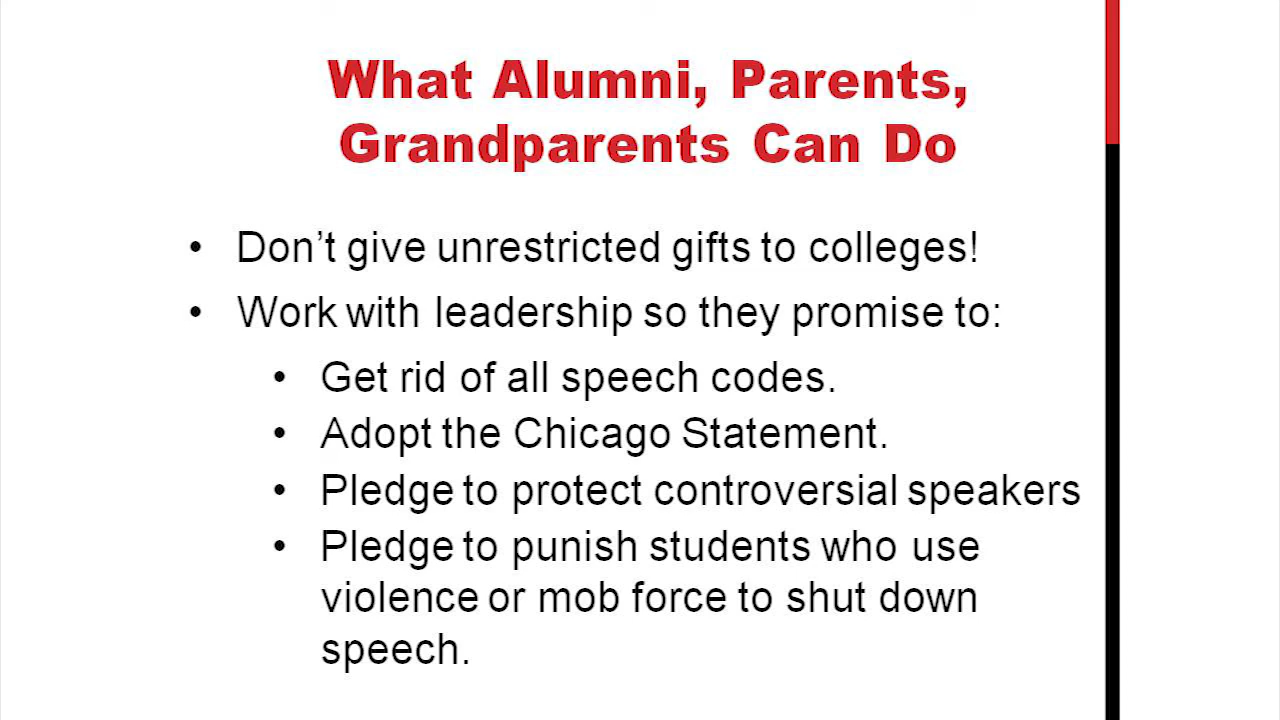 What Alumni, Parents,
Grandparents Can Do
• Don’t give unrestricted gifts to colleges!
• Work with leadership so they promise to:
• Get rid of all speech codes.
• Adopt the Chicago Statement.
• Pledge to protect controversial speakers
• Pledge to punish students who use
violence or mob force to shut down
speech.